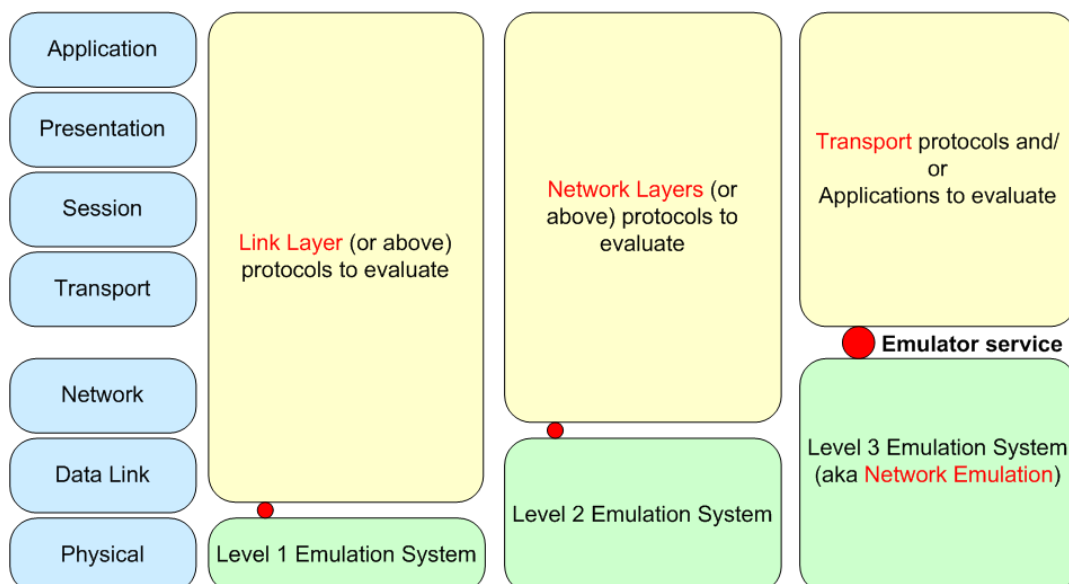 Application
Presentation
Session
Transport
Network
Data Link
Physical
Link Layer (or above)
protocols to evaluate
Level 1 Emulation System
Network Layers (or
above) protocols to
evaluate
Level 2 Emulation System
Transport protocols and/
or
Applications to evaluate
Emulator service
Level 3 Emulation System
(aka Network Emulation)